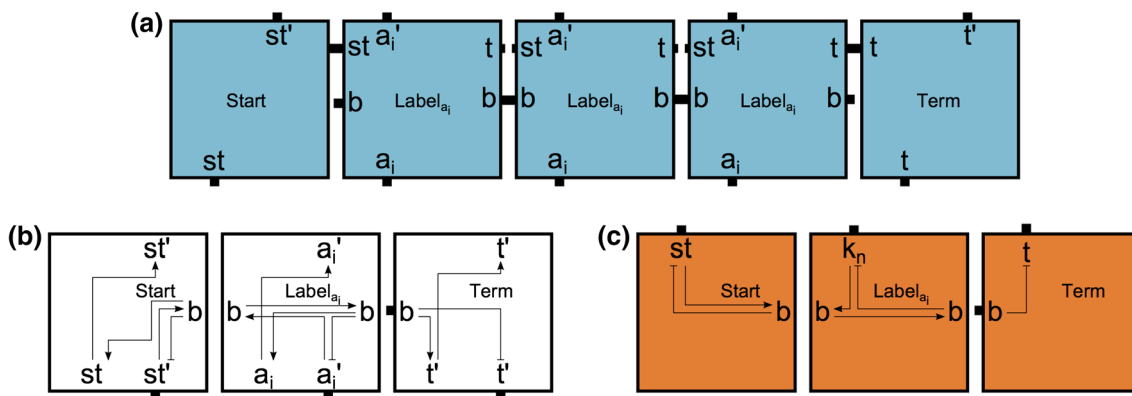 (a)
st' a_i' a_i' a_i' t'
st t st t st t t
Start Label_{a_i} Label_{a_i} Label_{a_i} Term
b b b b b b
st a_i a_i a_i t
(b) (c)
st' a_i' t' st k_n t
Start Label_{a_i} Term Start Label_{a_i} Term
b b b b b b b b
st st' a_i a_i' t' t'